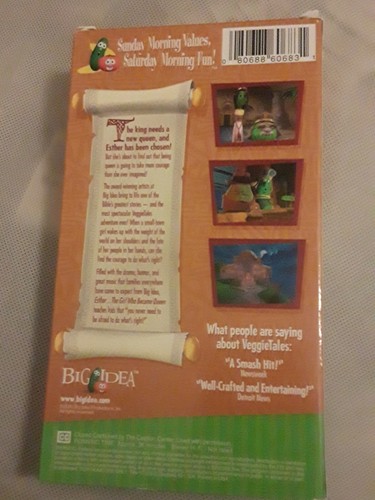 Sunday Morning Values,
Saturday Morning Fun!™
0 80688 60683 1
The king needs a
new queen, and
Esther has been chosen!
But she's about to find out that being
queen is going to take more courage
than she ever imagined!
The award-winning artists at
Big Idea bring to life one of the
Bible's greatest stories — and the
most spectacular VeggieTales
adventure ever! When a small-town
girl wakes up with the weight of the
world on her shoulders and the fate
of her people in her hands, can she
find the courage to do what's right?
Filled with the drama, humor, and
great music that families everywhere
have come to expect from Big Idea,
Esther... The Girl Who Became Queen
teaches kids that "you never need to
be afraid to do what's right!"
What people are saying
about VeggieTales:
"A Smash Hit!"
Newsweek
"Well-Crafted and Entertaining!"
Detroit News
BIG IDEA™
www.bigidea.com